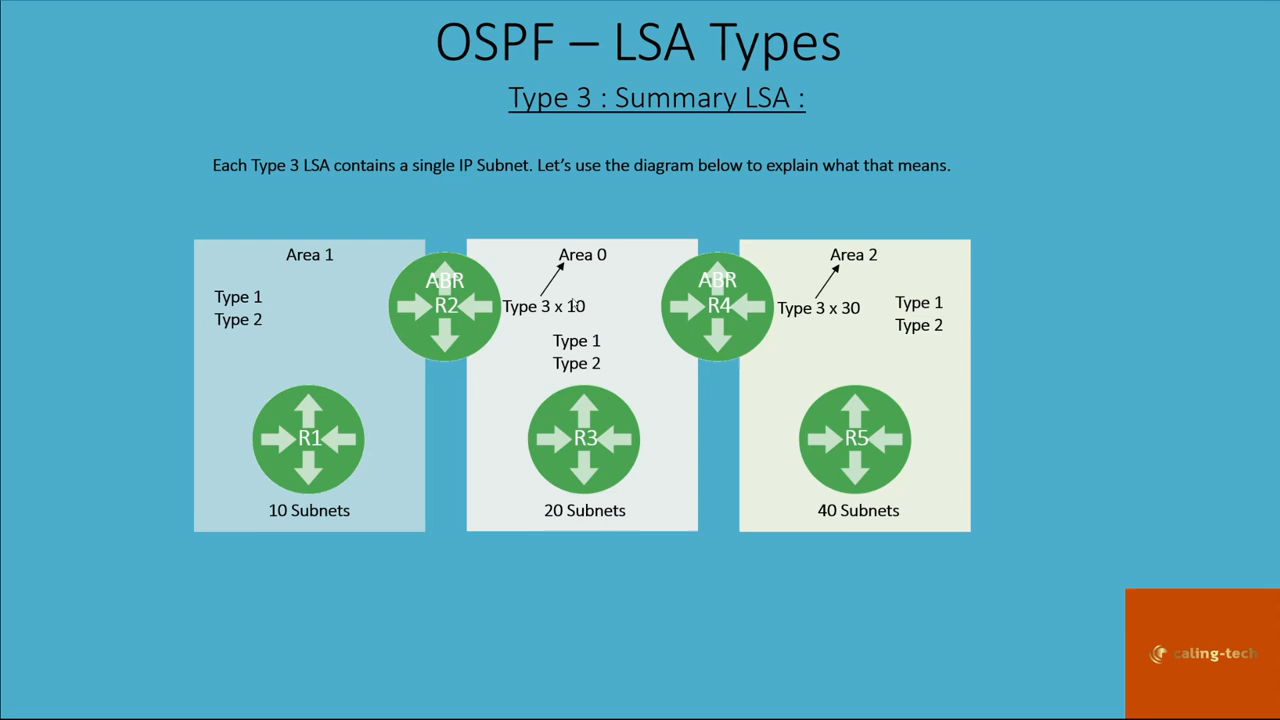 OSPF – LSA Types
Type 3 : Summary LSA :
Each Type 3 LSA contains a single IP Subnet. Let’s use the diagram below to explain what that means.
Area 1
Type 1
Type 2
R1
10 Subnets
ABR
R2
Area 0
Type 3 x 10
Type 1
Type 2
R3
20 Subnets
ABR
R4
Area 2
Type 3 x 30
Type 1
Type 2
R5
40 Subnets
caling-tech